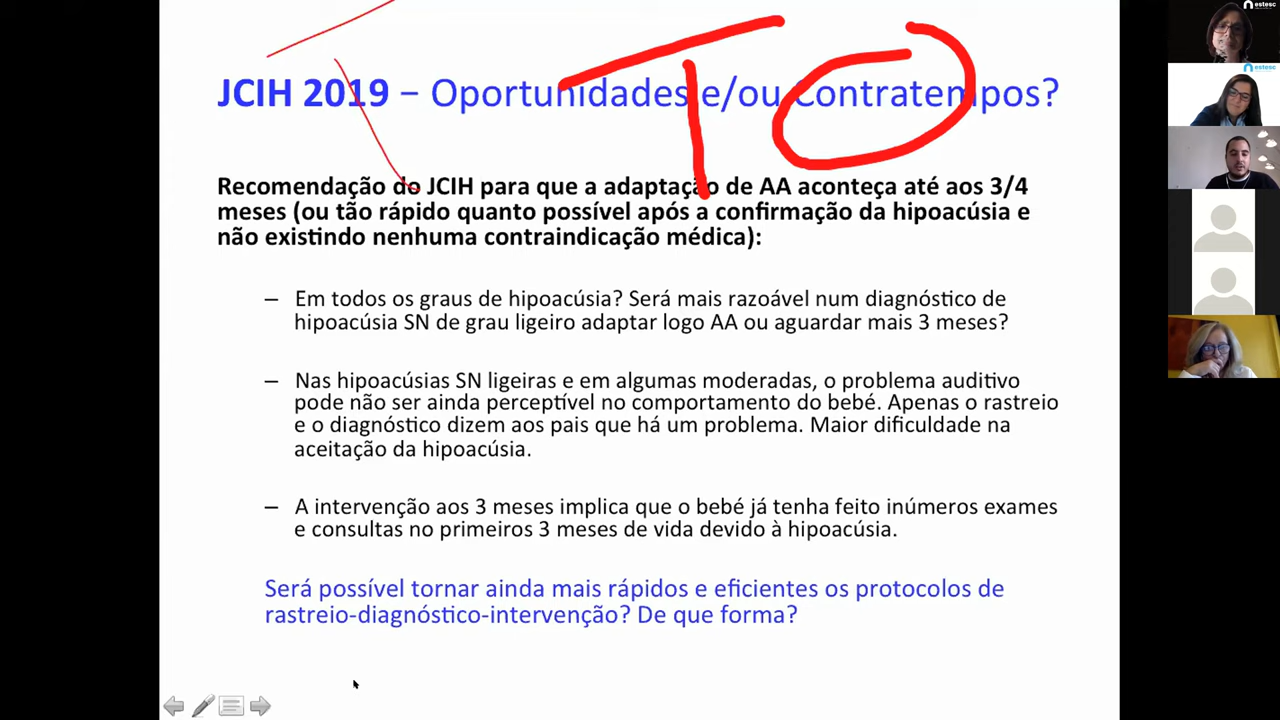 estesc
estesc
TO
JCIH 2019 – Oportunidades e/ou Contratempos?
Recomendação do JCIH para que a adaptação de AA aconteça até aos 3/4
meses (ou tão rápido quanto possível após a confirmação da hipoacúsia e
não existindo nenhuma contraindicação médica):
– Em todos os graus de hipoacúsia? Será mais razoável num diagnóstico de
hipoacúsia SN de grau ligeiro adaptar logo AA ou aguardar mais 3 meses?
– Nas hipoacúsias SN ligeiras e em algumas moderadas, o problema auditivo
pode não ser ainda perceptível no comportamento do bebé. Apenas o rastreio
e o diagnóstico dizem aos pais que há um problema. Maior dificuldade na
aceitação da hipoacúsia.
– A intervenção aos 3 meses implica que o bebé já tenha feito inúmeros exames
e consultas no primeiros 3 meses de vida devido à hipoacúsia.
Será possível tornar ainda mais rápidos e eficientes os protocolos de
rastreio-diagnóstico-intervenção? De que forma?